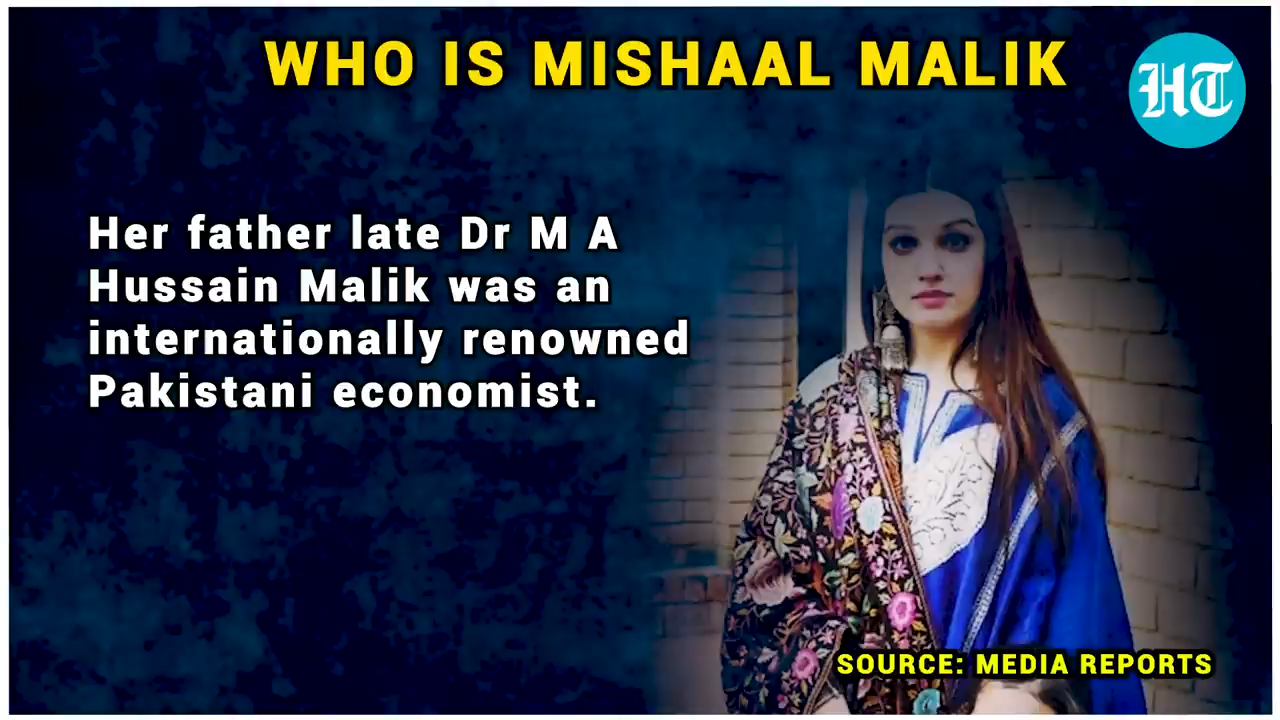 WHO IS MISHAAL MALIK
HT
Her father late Dr M A
Hussain Malik was an
internationally renowned
Pakistani economist.
SOURCE: MEDIA REPORTS